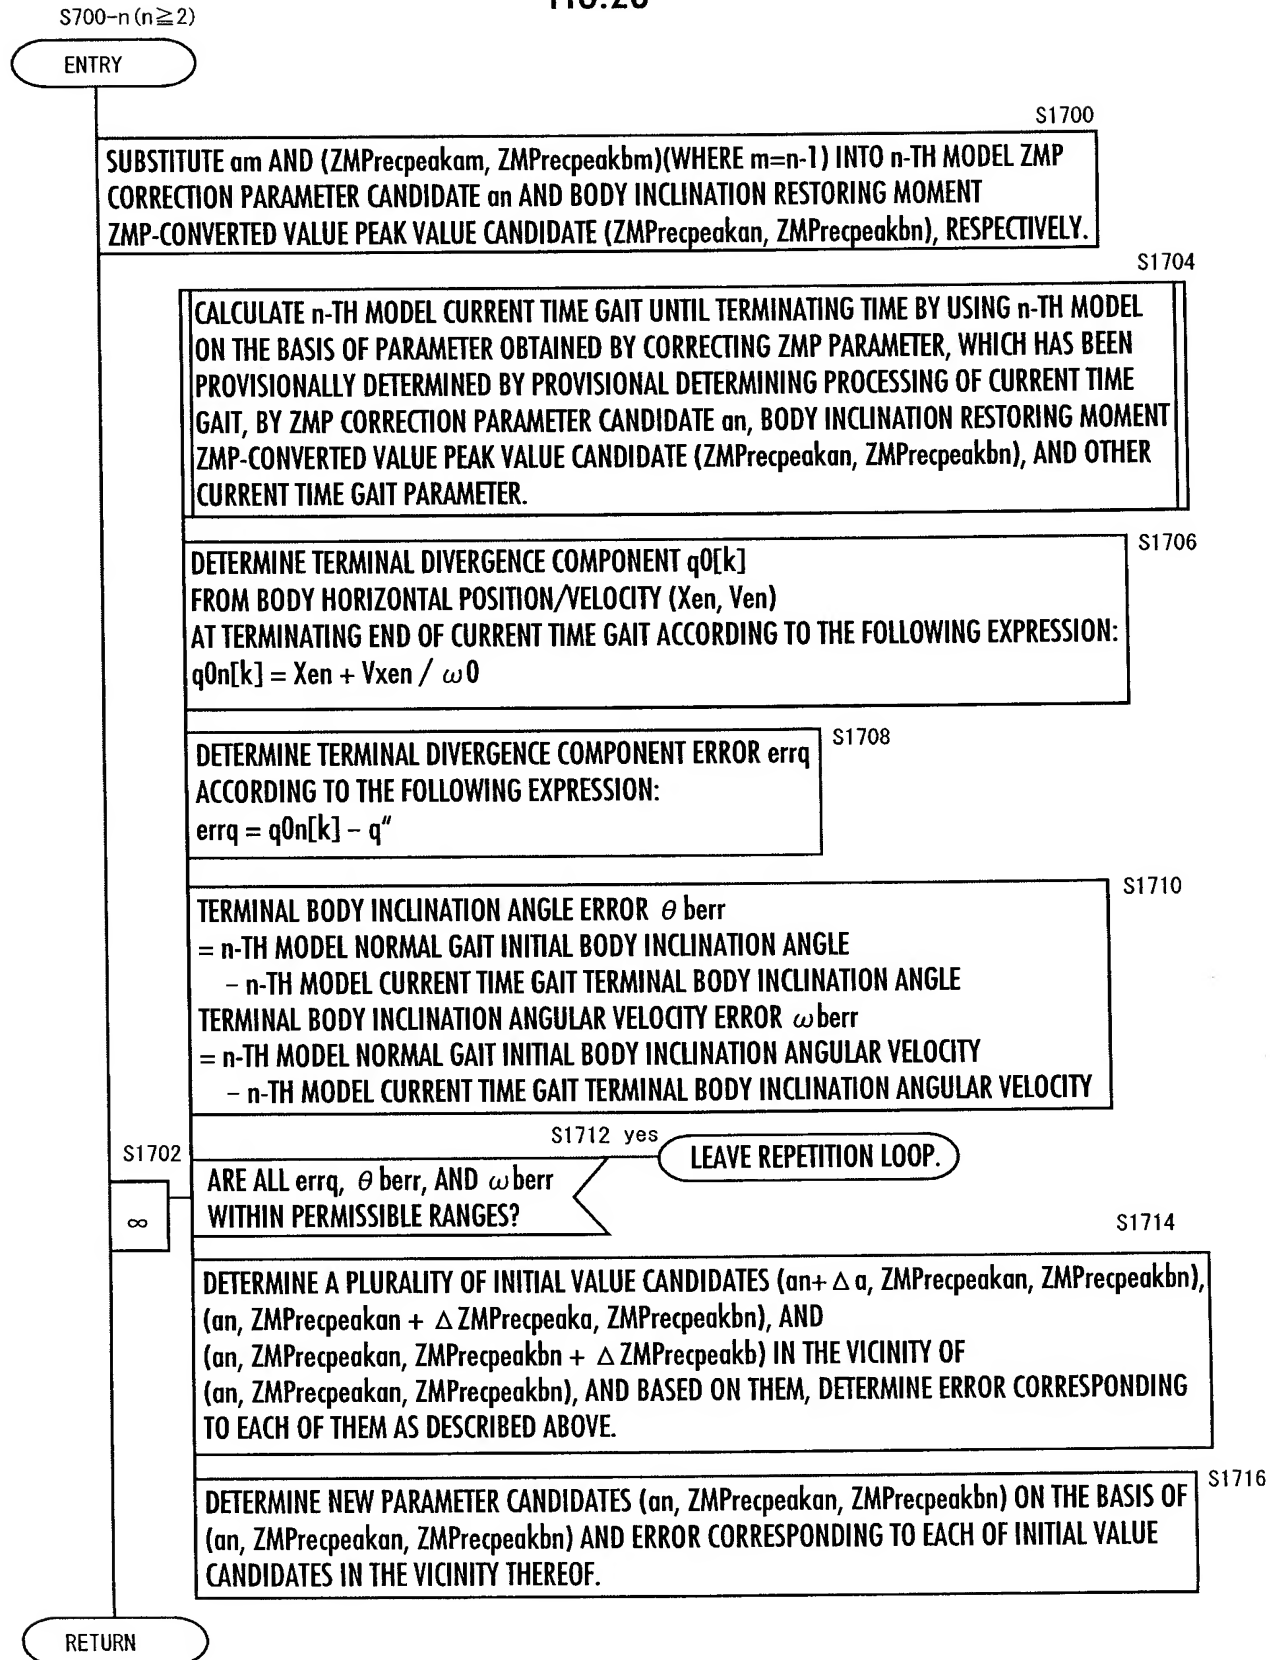 S700-n(n≧2)
ENTRY
S1700
SUBSTITUTE am AND (ZMPrecpeakam, ZMPrecpeakbm)(WHERE m=n-1) INTO n-TH MODEL ZMP
CORRECTION PARAMETER CANDIDATE an AND BODY INCLINATION RESTORING MOMENT
ZMP-CONVERTED VALUE PEAK VALUE CANDIDATE (ZMPrecpeakan, ZMPrecpeakbn), RESPECTIVELY.
S1704
CALCULATE n-TH MODEL CURRENT TIME GAIT UNTIL TERMINATING TIME BY USING n-TH MODEL
ON THE BASIS OF PARAMETER OBTAINED BY CORRECTING ZMP PARAMETER, WHICH HAS BEEN
PROVISIONALLY DETERMINED BY PROVISIONAL DETERMINING PROCESSING OF CURRENT TIME
GAIT, BY ZMP CORRECTION PARAMETER CANDIDATE an, BODY INCLINATION RESTORING MOMENT
ZMP-CONVERTED VALUE PEAK VALUE CANDIDATE (ZMPrecpeakan, ZMPrecpeakbn), AND OTHER
CURRENT TIME GAIT PARAMETER.
S1706
DETERMINE TERMINAL DIVERGENCE COMPONENT q0[k]
FROM BODY HORIZONTAL POSITION/VELOCITY (Xen, Ven)
AT TERMINATING END OF CURRENT TIME GAIT ACCORDING TO THE FOLLOWING EXPRESSION:
q0n[k] = Xen + Vxen / ω0
S1708
DETERMINE TERMINAL DIVERGENCE COMPONENT ERROR errq
ACCORDING TO THE FOLLOWING EXPRESSION:
errq = q0n[k] – q"
S1710
TERMINAL BODY INCLINATION ANGLE ERROR θberr
= n-TH MODEL NORMAL GAIT INITIAL BODY INCLINATION ANGLE
– n-TH MODEL CURRENT TIME GAIT TERMINAL BODY INCLINATION ANGLE
TERMINAL BODY INCLINATION ANGULAR VELOCITY ERROR ωberr
= n-TH MODEL NORMAL GAIT INITIAL BODY INCLINATION ANGULAR VELOCITY
– n-TH MODEL CURRENT TIME GAIT TERMINAL BODY INCLINATION ANGULAR VELOCITY
S1712 yes
LEAVE REPETITION LOOP.
S1702
∞
ARE ALL errq, θberr, AND ωberr
WITHIN PERMISSIBLE RANGES?
S1714
DETERMINE A PLURALITY OF INITIAL VALUE CANDIDATES (an+Δa, ZMPrecpeakan, ZMPrecpeakbn),
(an, ZMPrecpeakan + ΔZMPrecpeaka, ZMPrecpeakbn), AND
(an, ZMPrecpeakan, ZMPrecpeakbn + ΔZMPrecpeakb) IN THE VICINITY OF
(an, ZMPrecpeakan, ZMPrecpeakbn), AND BASED ON THEM, DETERMINE ERROR CORRESPONDING
TO EACH OF THEM AS DESCRIBED ABOVE.
S1716
DETERMINE NEW PARAMETER CANDIDATES (an, ZMPrecpeakan, ZMPrecpeakbn) ON THE BASIS OF
(an, ZMPrecpeakan, ZMPrecpeakbn) AND ERROR CORRESPONDING TO EACH OF INITIAL VALUE
CANDIDATES IN THE VICINITY THEREOF.
RETURN